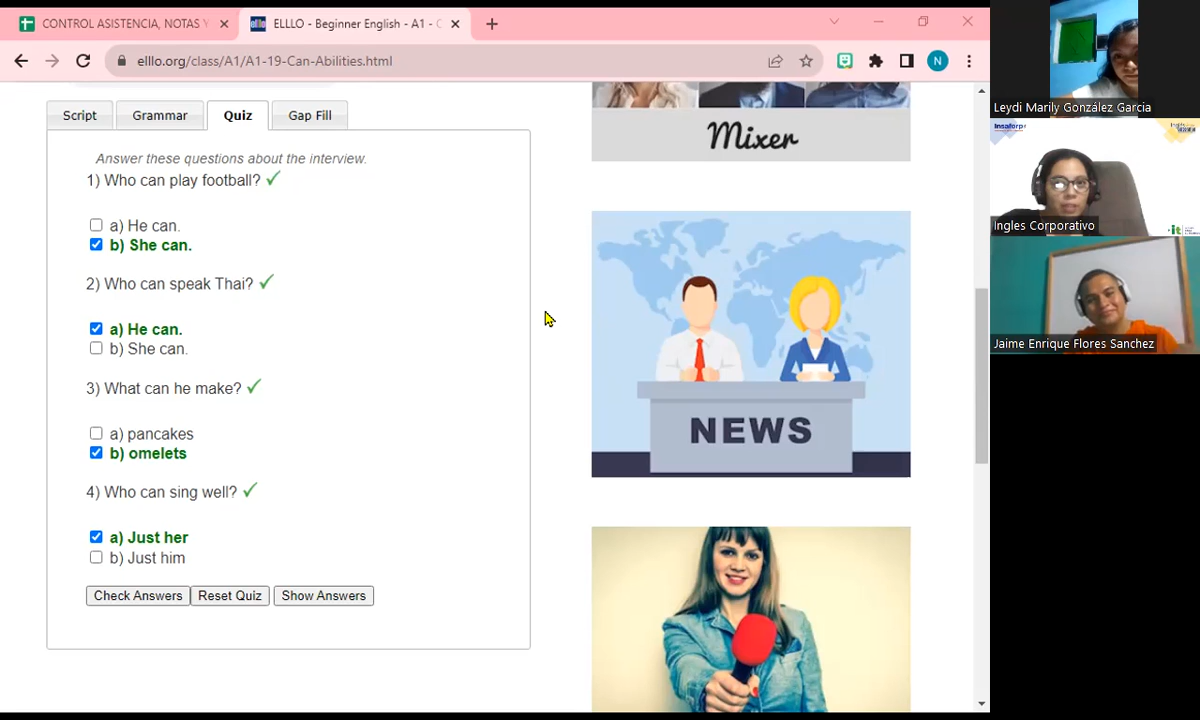 CONTROL ASISTENCIA, NOTAS Y
ELLLO - Beginner English - A1 - C
elllo.org/class/A1/A1-19-Can-Abilities.html
N
Script
Grammar
Quiz
Gap Fill
Answer these questions about the interview.
1) Who can play football?
a) He can.
b) She can.
2) Who can speak Thai?
a) He can.
b) She can.
3) What can he make?
a) pancakes
b) omelets
4) Who can sing well?
a) Just her
b) Just him
Check Answers
Reset Quiz
Show Answers
Mixer
NEWS
Leydi Marily González Garcia
Insaforp
Ingles Corporativo
Jaime Enrique Flores Sanchez